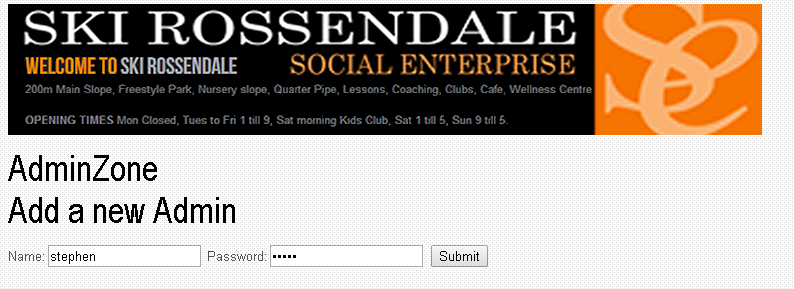 SKI ROSSENDALE
WELCOME TO SKI ROSSENDALE SOCIAL ENTERPRISE
200m Main Slope, Freestyle Park, Nursery slope, Quarter Pipe, Lessons, Coaching, Clubs, Cafe, Wellness Centre
OPENING TIMES Mon Closed, Tues to Fri 1 till 9, Sat morning Kids Club, Sat 1 till 5, Sun 9 till 5.
se
AdminZone
Add a new Admin
Name: stephen Password: ••••• Submit